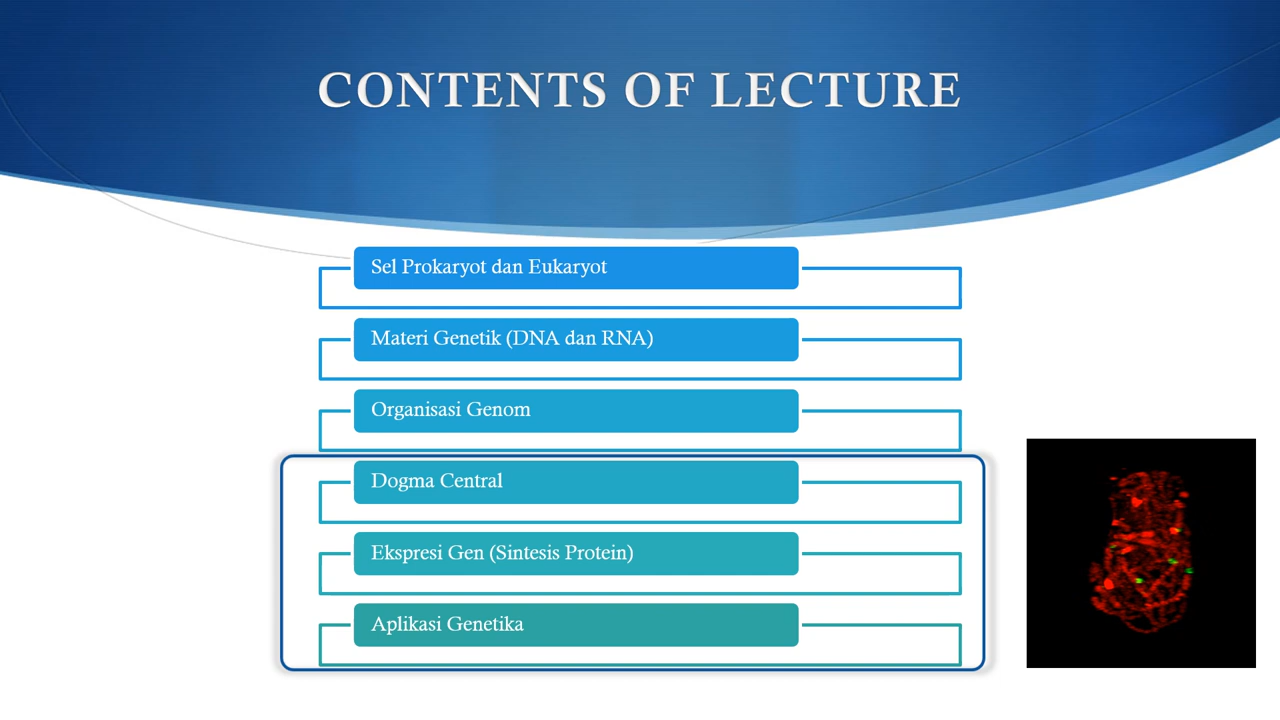 CONTENTS OF LECTURE
Sel Prokaryot dan Eukaryot
Materi Genetik (DNA dan RNA)
Organisasi Genom
Dogma Central
Ekspresi Gen (Sintesis Protein)
Aplikasi Genetika